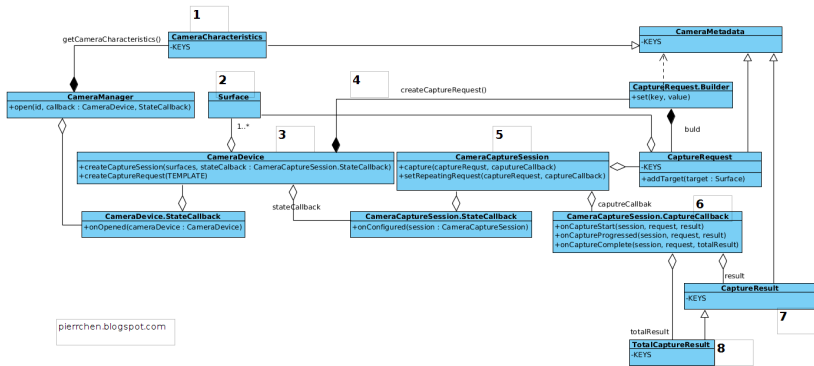 1
getCameraCharacteristics()
CameraCharacteristics
-KEYS
CameraMetadata
-KEYS
2
4
createCaptureRequest()
CameraManager
+open(id, callback : CameraDevice, StateCallback)
Surface
CaptureRequest.Builder
+set(key, value)
1..*
3
5
buld
CameraDevice
+createCaptureSession(surfaces, stateCalback : CameraCaptureSession.StateCallback)
+createCaptureRequest(TEMPLATE)
CameraCaptureSession
+capture(captureRequst, caputureCallback)
+setRepeatingRequest(captureRequest, captureCallback)
CaptureRequest
-KEYS
+addTarget(target : Surface)
stateCallback
caputreCallbak
6
CameraDevice.StateCallback
+onOpened(cameraDevice : CameraDevice)
CameraCaptureSession.StateCallback
+onConfigured(session : CameraCaptureSession)
CameraCaptureSession.CaptureCallback
+onCaptureStart(session, request, result)
+onCaptureProgressed(session, request, result)
+onCaptureComplete(session, request, totalResult)
result
CaptureResult
-KEYS
7
pierrchen.blogspot.com
totalResult
TotalCaptureResult
-KEYS
8